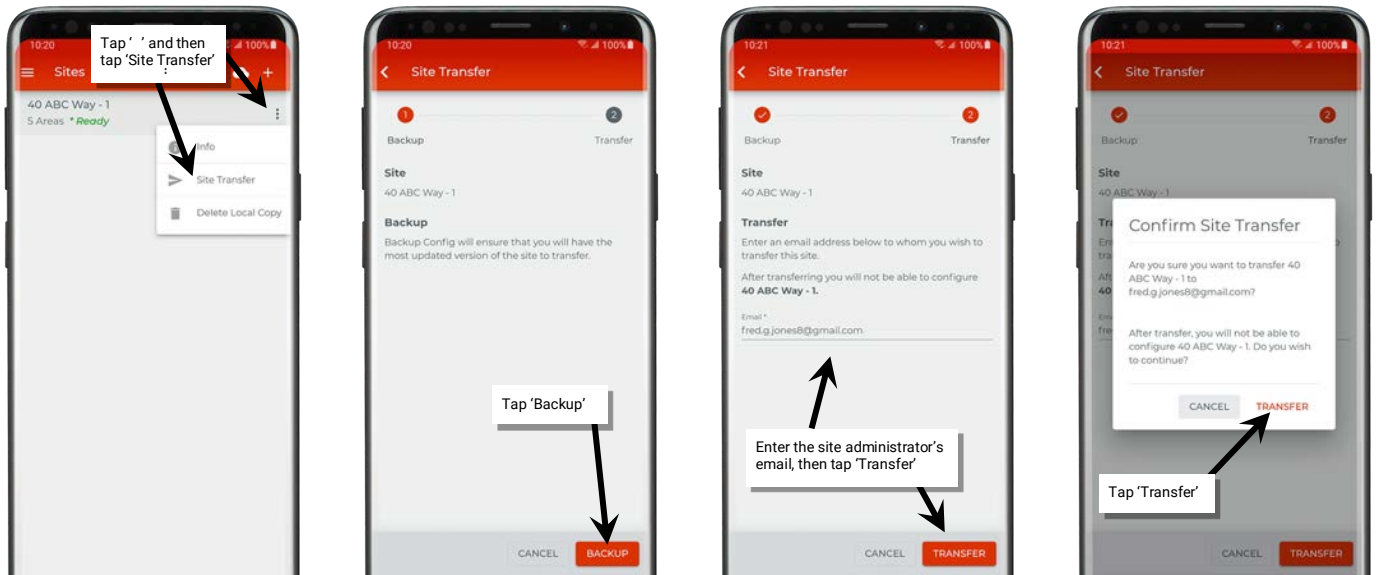 10:20
100%
Sites
Tap ‘ ’ and then
tap ‘Site Transfer’
40 ABC Way - 1
5 Areas * Ready
Info
Site Transfer
Delete Local Copy
10:20
100%
Site Transfer
1
2
Backup
Transfer
Site
40 ABC Way - 1
Backup
Backup Config will ensure that you will have the
most updated version of the site to transfer.
Tap ‘Backup’
CANCEL
BACKUP
10:21
100%
Site Transfer
2
Backup
Transfer
Site
40 ABC Way - 1
Transfer
Enter an email address below to whom you wish to
transfer this site.
After transferring you will not be able to configure
40 ABC Way - 1.
Email *
fred.g.jones8@gmail.com
Enter the site administrator’s
email, then tap ‘Transfer’
CANCEL
TRANSFER
10:21
100%
Site Transfer
2
Backup
Transfer
Site
40 ABC Way - 1
Confirm Site Transfer
Are you sure you want to transfer 40
ABC Way - 1 to
fred.g.jones8@gmail.com?
After transfer, you will not be able to
configure 40 ABC Way - 1. Do you wish
to continue?
CANCEL
TRANSFER
Tap ‘Transfer’
CANCEL
TRANSFER